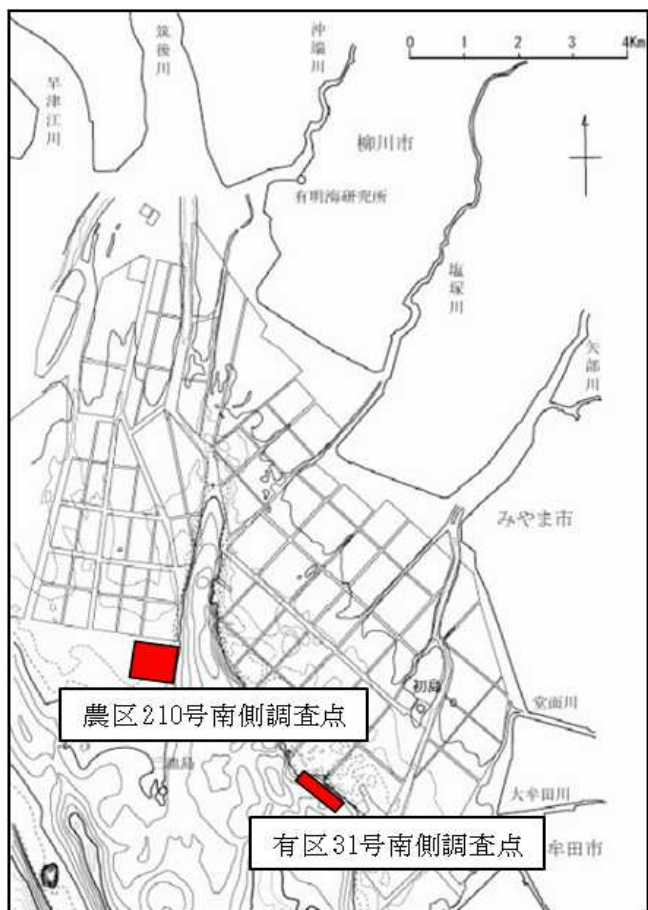 早津江川
筑後川
沖端川
0 1 2 3 4Km
柳川市
有明海研究所
塩塚川
矢部川
みやま市
初島
堂面川
農区210号南側調査点
大牟田川
有区31号南側調査点
牟田市